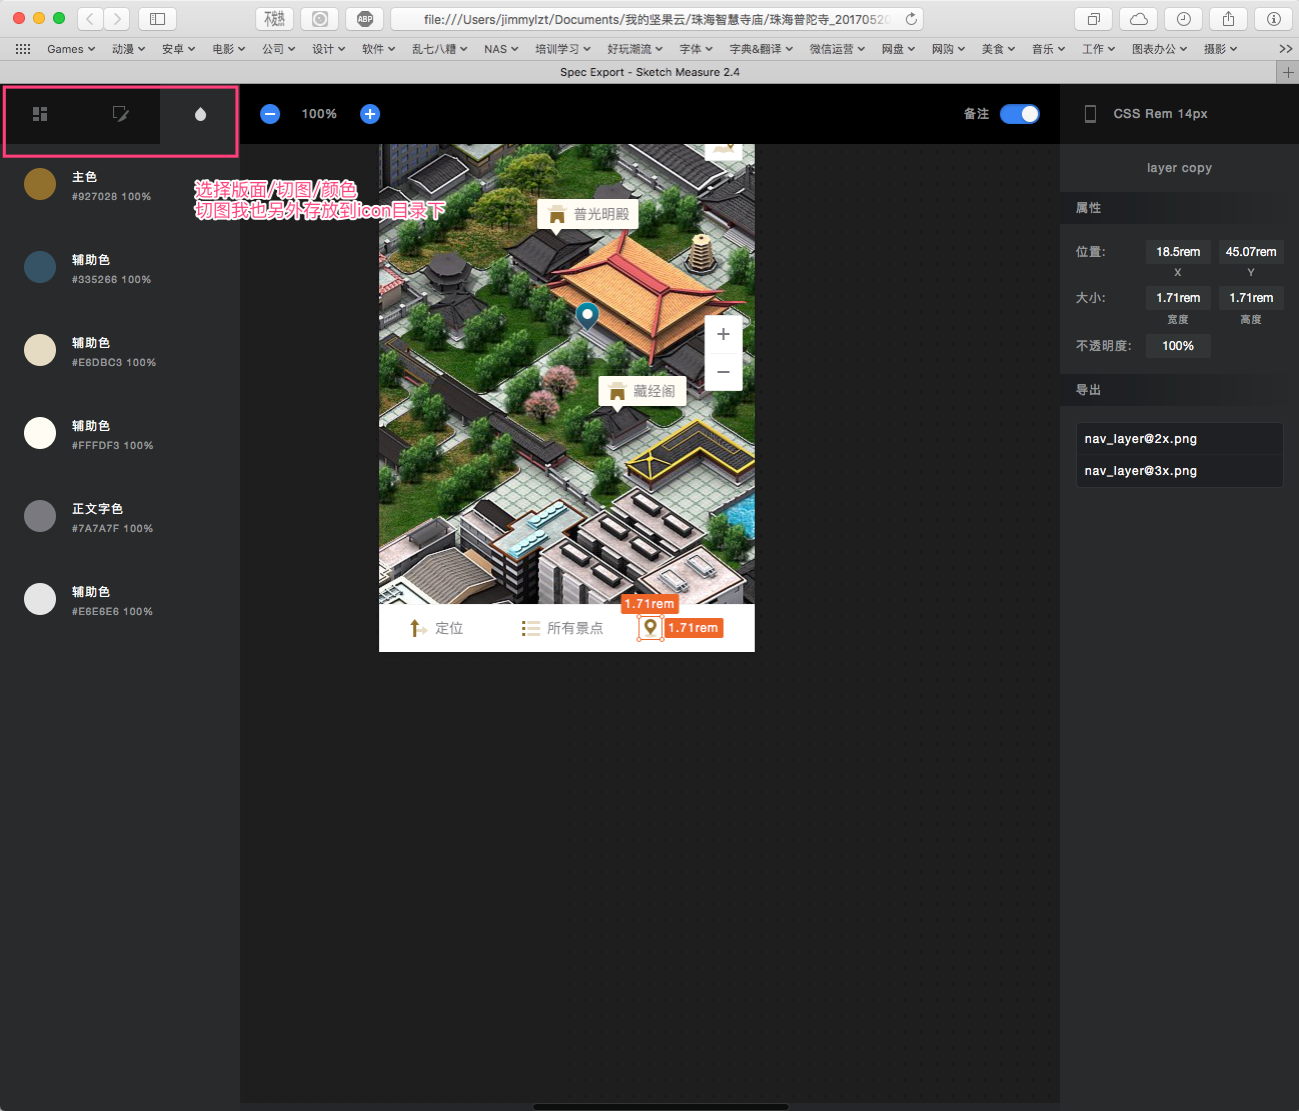 不熟
ABP
file:///Users/jimmylzt/Documents/我的坚果云/珠海智慧寺庙/珠海普陀寺_20170520
Games 动漫 安卓 电影 公司 设计 软件 乱七八糟 NAS 培训学习 好玩潮流 字体 字典&翻译 微信运营 网盘 网购 美食 音乐 工作 图表办公 摄影
Spec Export - Sketch Measure 2.4
100%
备注
CSS Rem 14px
主色
#927028 100%
辅助色
#335266 100%
辅助色
#E6DBC3 100%
辅助色
#FFFDF3 100%
正文字色
#7A7A7F 100%
辅助色
#E6E6E6 100%
选择版面/切图/颜色
切图我也另外存放到icon目录下
普光明殿
藏经阁
1.71rem
定位
所有景点
1.71rem
layer copy
属性
位置: 18.5rem 45.07rem
X Y
大小: 1.71rem 1.71rem
宽度 高度
不透明度: 100%
导出
nav_layer@2x.png
nav_layer@3x.png